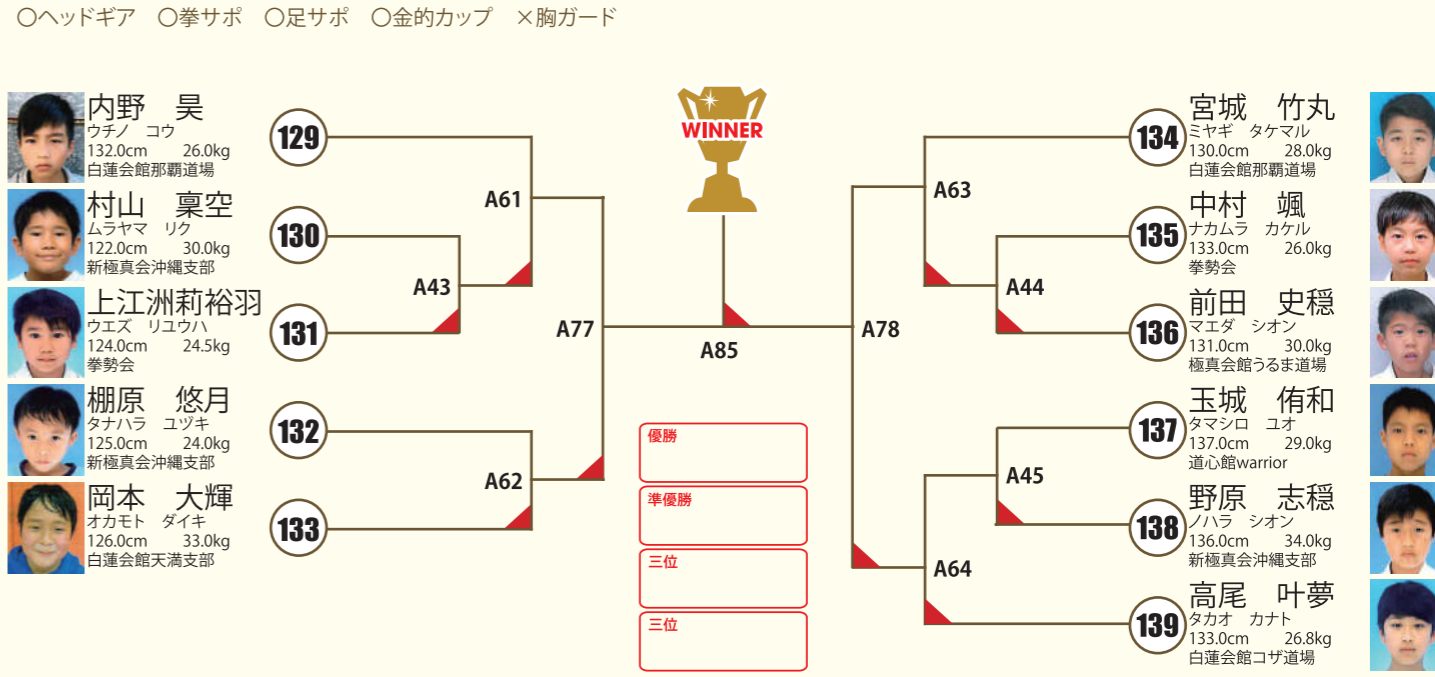 ○ヘッドギア　○拳サポ　○足サポ　○金的カップ　×胸ガード
内野　昊
ウチノ　コウ
132.0cm　26.0kg
白蓮会館那覇道場
129
村山　稟空
ムラヤマ　リク
122.0cm　30.0kg
新極真会沖縄支部
130
上江洲莉裕羽
ウエズ　リユウハ
124.0cm　24.5kg
拳勢会
131
棚原　悠月
タナハラ　ユヅキ
125.0cm　24.0kg
新極真会沖縄支部
132
岡本　大輝
オカモト　ダイキ
126.0cm　33.0kg
白蓮会館天満支部
133
A61
A43
A77
A62
WINNER
A85
優勝
準優勝
三位
三位
A63
A44
A78
A45
A64
134
宮城　竹丸
ミヤギ　タケマル
130.0cm　28.0kg
白蓮会館那覇道場
135
中村　颯
ナカムラ　カケル
133.0cm　26.0kg
拳勢会
136
前田　史穏
マエダ　シオン
131.0cm　30.0kg
極真会館うるま道場
137
玉城　侑和
タマシロ　ユオ
137.0cm　29.0kg
道心館warrior
138
野原　志穏
ノハラ　シオン
136.0cm　34.0kg
新極真会沖縄支部
139
高尾　叶夢
タカオ　カナト
133.0cm　26.8kg
白蓮会館コザ道場